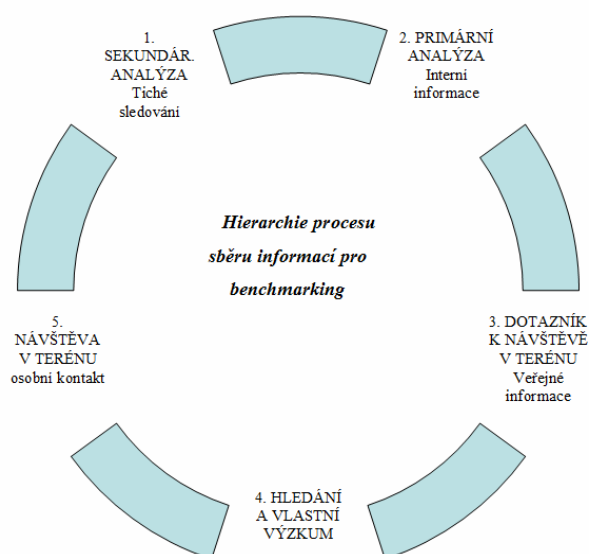 1.
SEKUNDÁR.
ANALÝZA
Tiché
sledování
2. PRIMÁRNÍ
ANALÝZA
Interní
informace
Hierarchie procesu
sběru informací pro
benchmarking
3. DOTAZNÍK
K NÁVŠTĚVĚ
V TERÉNU
Veřejné
informace
4. HLEDÁNÍ
A VLASTNÍ
VÝZKUM
5.
NÁVŠTĚVA
V TERÉNU
osobní kontakt